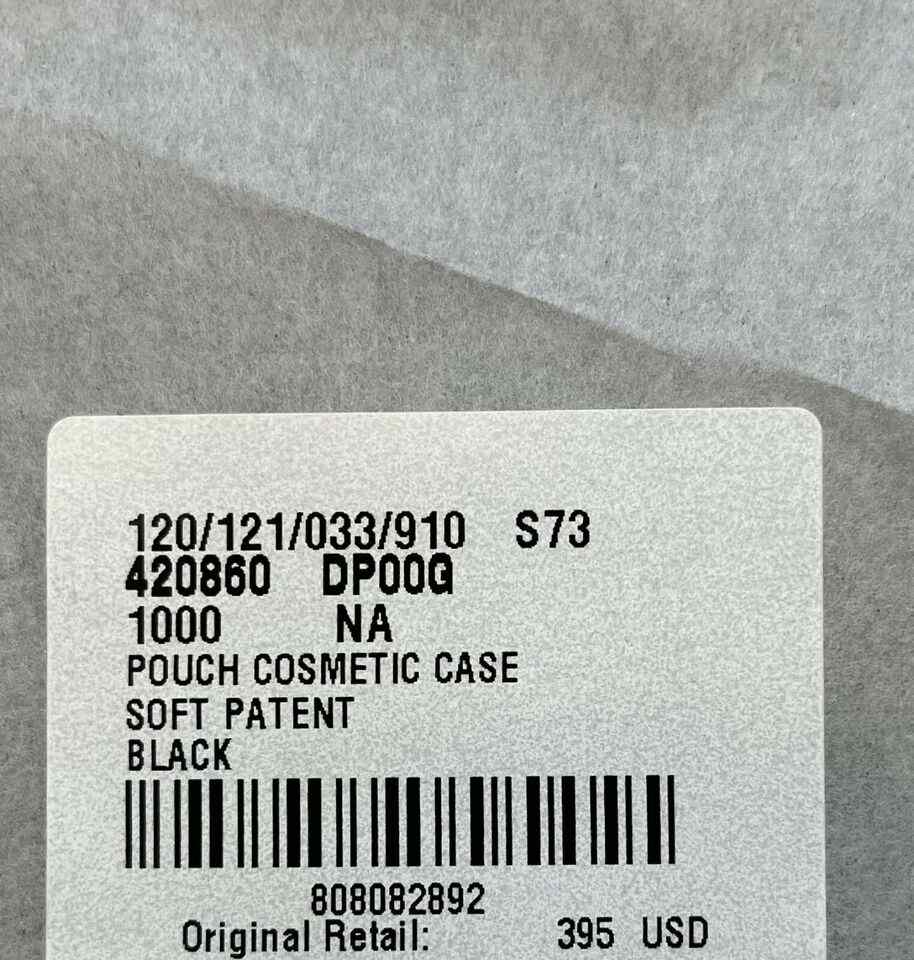 120/121/033/910 S73
420860 DP00G
1000 NA
POUCH COSMETIC CASE
SOFT PATENT
BLACK
808082892
Original Retail: 395 USD